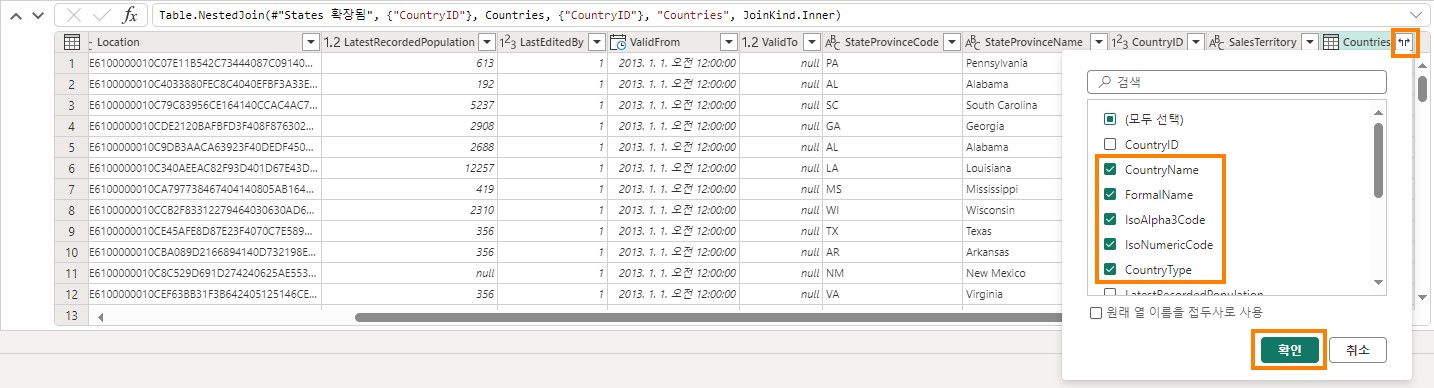 fx Table.NestedJoin(#"States 확장됨", {"CountryID"}, Countries, {"CountryID"}, "Countries", JoinKind.Inner)
Location 1.2 LatestRecordedPopulation 1²3 LastEditedBy ValidFrom 1.2 ValidTo ABC StateProvinceCode ABC StateProvinceName 1²3 CountryID ABC SalesTerritory Countries
1 E6100000010C07E11B542C73444087C09140... 613 1 2013. 1. 1. 오전 12:00:00 null PA Pennsylvania
2 E6100000010C4033880FEC8C4040EFBF3A33E... 192 1 2013. 1. 1. 오전 12:00:00 null AL Alabama
3 E6100000010C79C83956CE164140CCAC4AC7... 5237 1 2013. 1. 1. 오전 12:00:00 null SC South Carolina
4 E6100000010CDE2120BAFBFD3F408F876302... 2908 1 2013. 1. 1. 오전 12:00:00 null GA Georgia
5 E6100000010C9DB3AACA63923F40DEDF450... 2688 1 2013. 1. 1. 오전 12:00:00 null AL Alabama
6 E6100000010C340AEEAC82F93D401D67E43D... 12257 1 2013. 1. 1. 오전 12:00:00 null LA Louisiana
7 E6100000010CA797738467404140805AB164... 419 1 2013. 1. 1. 오전 12:00:00 null MS Mississippi
8 E6100000010CCB2F83312279464030630AD6... 2310 1 2013. 1. 1. 오전 12:00:00 null WI Wisconsin
9 E6100000010CE45AFE8D87E23F4070C7E589... 356 1 2013. 1. 1. 오전 12:00:00 null TX Texas
10 E6100000010CBA089D2166894140D732198E... 356 1 2013. 1. 1. 오전 12:00:00 null AR Arkansas
11 E6100000010C8C529D691D274240625AE553... null 1 2013. 1. 1. 오전 12:00:00 null NM New Mexico
12 E6100000010CEF63BB31F3B642405125146CE... 356 1 2013. 1. 1. 오전 12:00:00 null VA Virginia
13
검색
(모두 선택)
CountryID
CountryName
FormalName
IsoAlpha3Code
IsoNumericCode
CountryType
LatestRecordedPopulation
원래 열 이름을 접두사로 사용
확인 취소